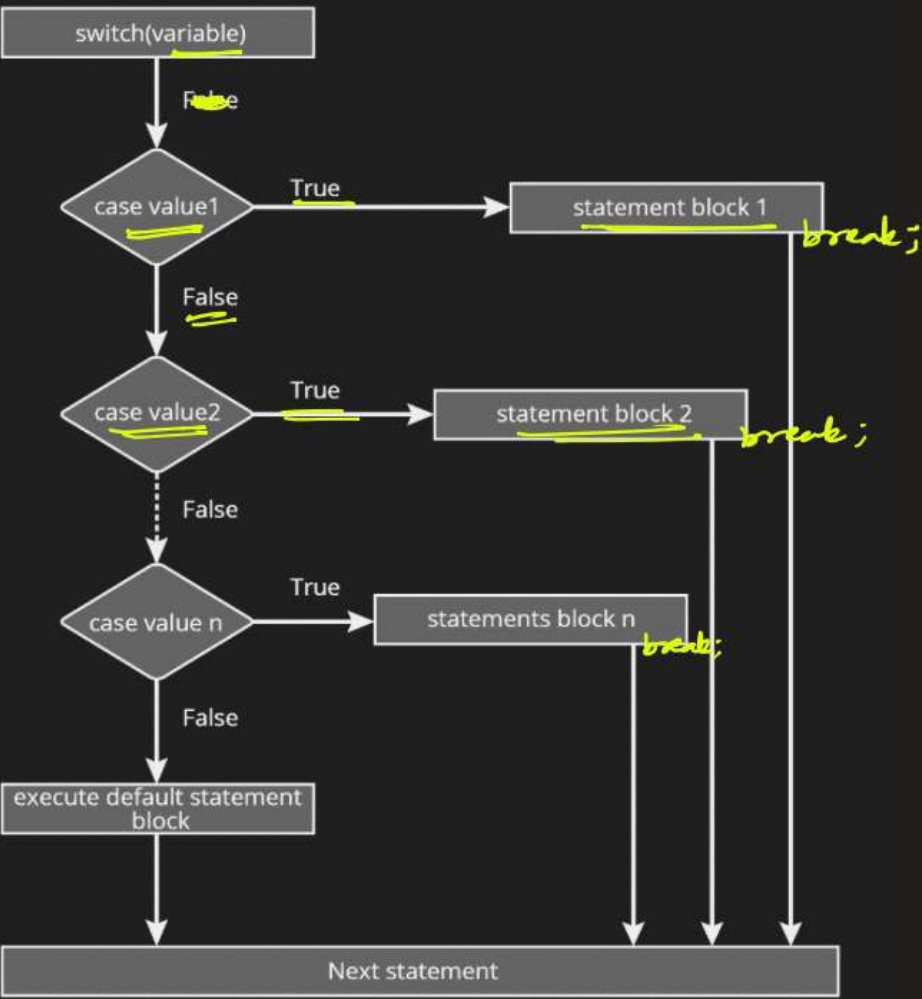 switch(variable)
False
case value1
True
statement block 1
break;
False
case value2
True
statement block 2
break;
False
case value n
True
statements block n
break;
False
execute default statement
block
Next statement